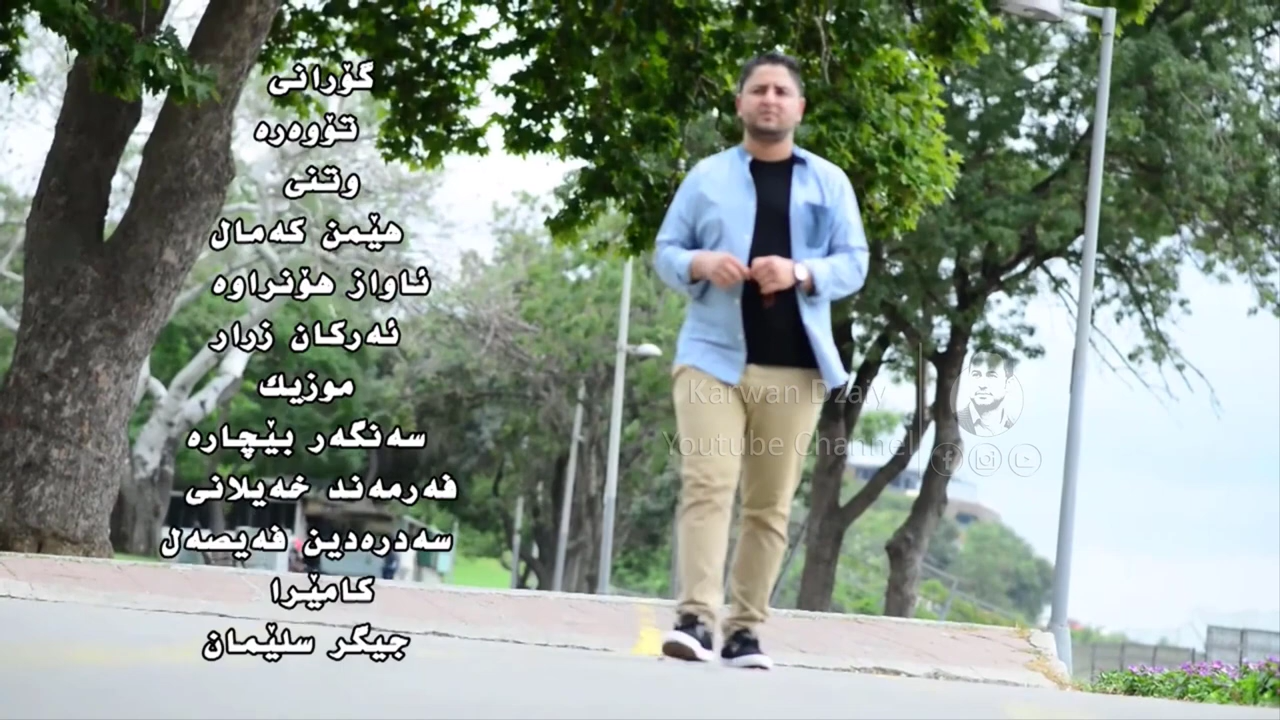 گۆرانی
تۆوەرە
وتنی
هێمن کەمال
ئاواز هۆنراوە
ئەرکان زرار
موزیك
سەنگەر بێچارە
فەرمەند خەیلانی
سەدرەدین فەیصەل
کامێرا
جیگر سلێمان
Karwan Dzaiy
Youtube Channel